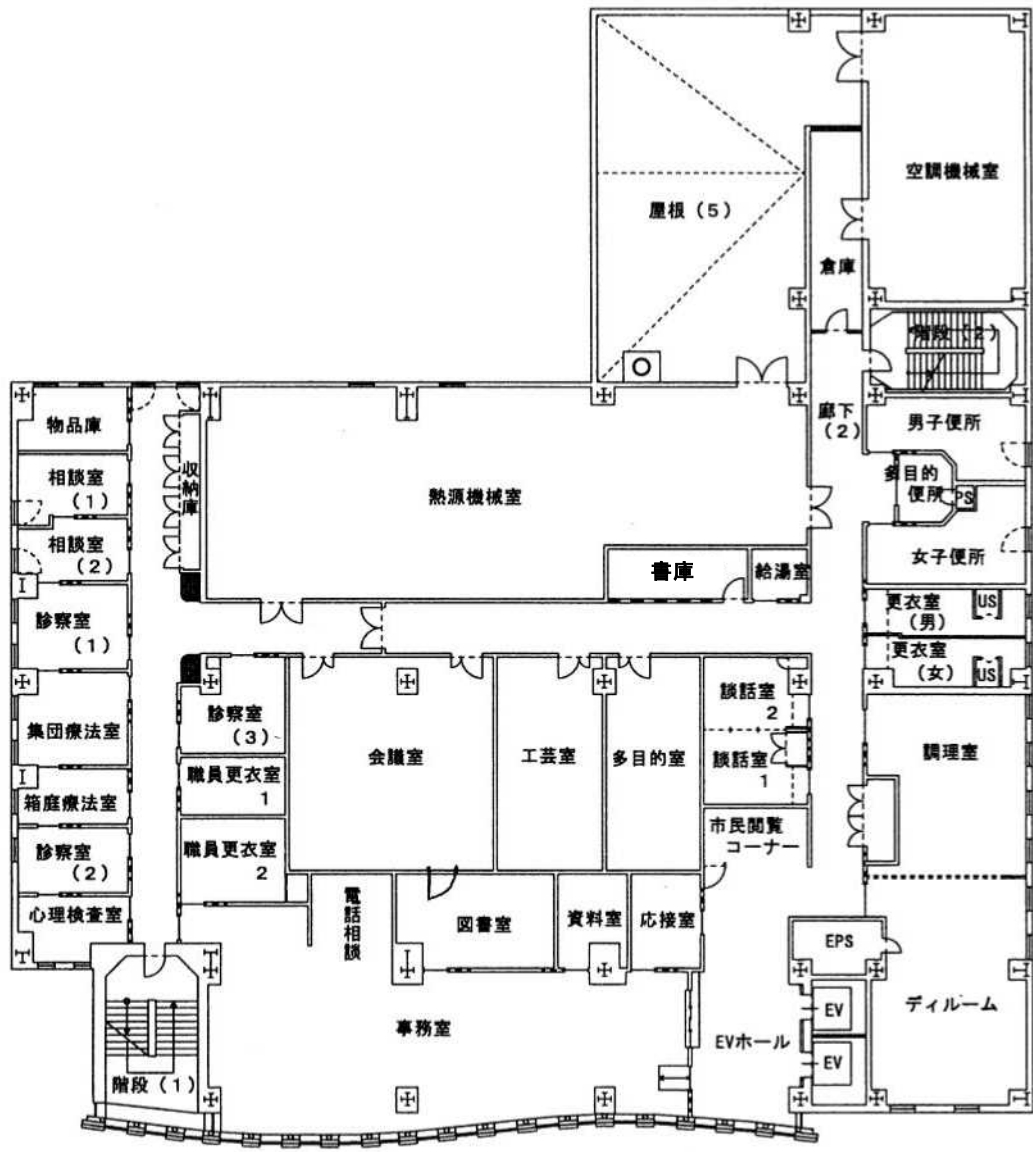 空調機械室
屋根（5）
倉庫
階段（2）
物品庫
廊下
（2）
男子便所
相談室
（1）
収納庫
熱源機械室
多目的
便所
PS
相談室
（2）
書庫
給湯室
女子便所
診察室
（1）
更衣室
（男）
US
更衣室
（女）
US
集団療法室
診察室
（3）
会議室
工芸室
多目的室
談話室
2
談話室
1
調理室
職員更衣室
1
箱庭療法室
市民閲覧
コーナー
診察室
（2）
職員更衣室
2
心理検査室
電話相談
図書室
資料室
応接室
EPS
ディルーム
事務室
EVホール
EV
EV
階段（1）